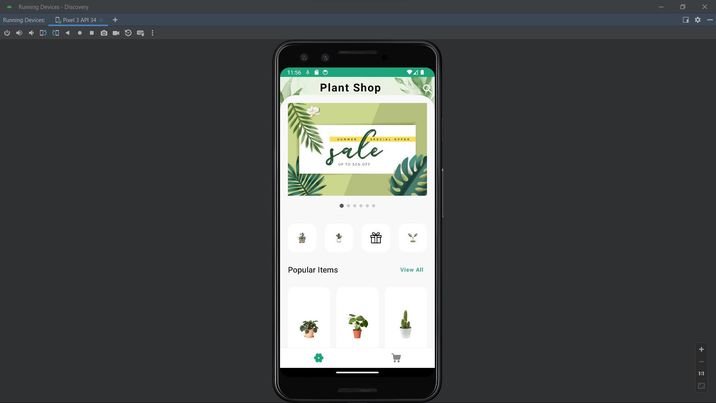 Running Devices - Discovery
Running Devices:
Pixel 3 API 34
11:56
Plant Shop
SUMMER
SPECIAL OFFER
sale
UP TO
OFF
Popular Items
View All
1:1